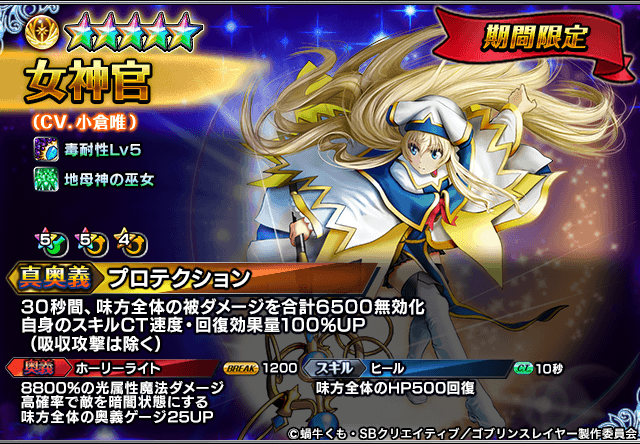 期間限定
女神官
(CV.小倉唯)
毒耐性Lv5
地母神の巫女
5 5 4
真奥義 プロテクション
30秒間、味方全体の被ダメージを合計6500無効化
自身のスキルCT速度・回復効果量100%UP
(吸収攻撃は除く)
奥義 ホーリーライト BREAK 1200
8800%の光属性魔法ダメージ
高確率で敵を暗闇状態にする
味方全体の奥義ゲージ25UP
スキル ヒール C.T. 10秒
味方全体のHP500回復
©蝸牛くも・SBクリエイティブ/ゴブリンスレイヤー製作委員会